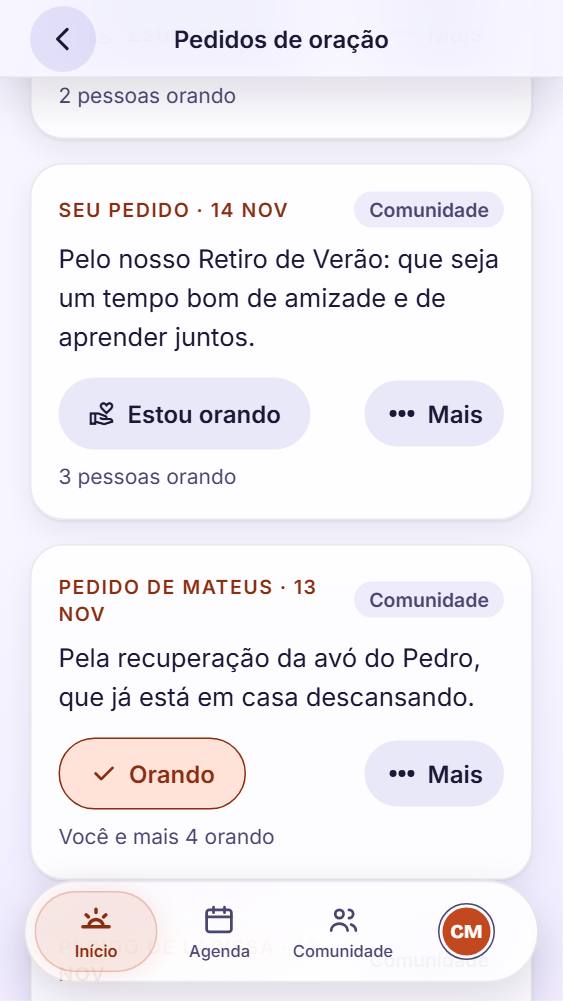 Pedidos de oração
2 pessoas orando
SEU PEDIDO · 14 NOV
Comunidade
Pelo nosso Retiro de Verão: que seja
um tempo bom de amizade e de
aprender juntos.
Estou orando
Mais
3 pessoas orando
PEDIDO DE MATEUS · 13
NOV
Comunidade
Pela recuperação da avó do Pedro,
que já está em casa descansando.
Orando
Mais
Você e mais 4 orando
Início
Agenda
Comunidade
CM
NOV
Comunidade